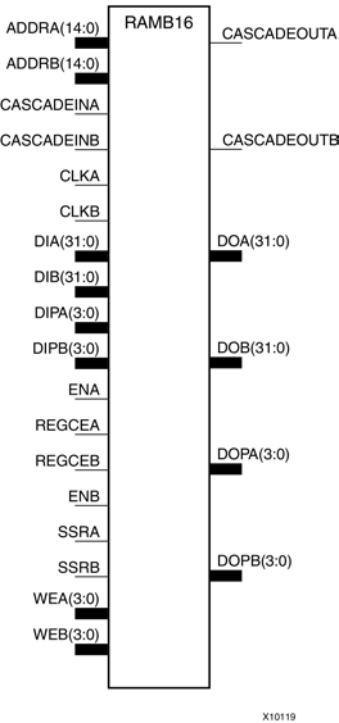 RAMB16
ADDRA(14:0)
CASCADEOUTA
ADDRB(14:0)
CASCADEINA
CASCADEINB
CASCADEOUTB
CLKA
CLKB
DIA(31:0)
DOA(31:0)
DIB(31:0)
DIPA(3:0)
DIPB(3:0)
DOB(31:0)
ENA
REGCEA
REGCEB
DOPA(3:0)
ENB
SSRA
SSRB
DOPB(3:0)
WEA(3:0)
WEB(3:0)
X10119